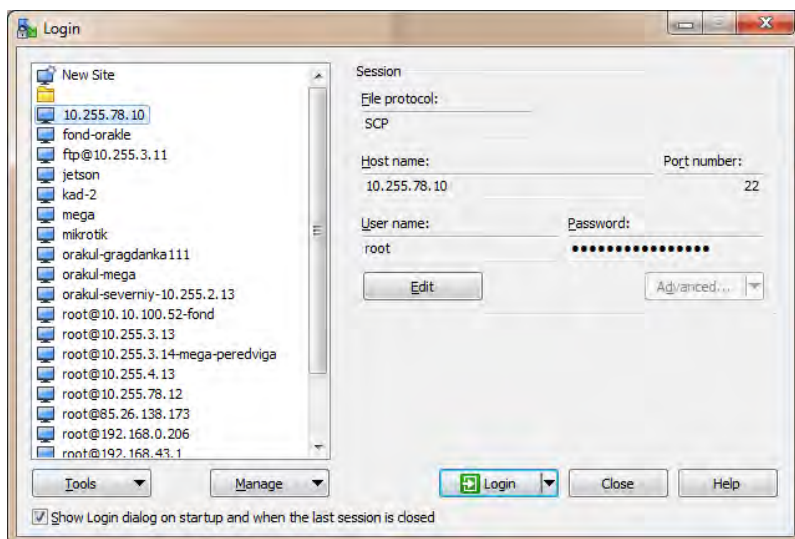 Login
New Site
10.255.78.10
fond-orakle
ftp@10.255.3.11
jetson
kad-2
mega
mikrotik
orakul-gragdanka111
orakul-mega
orakul-severniy-10.255.2.13
root@10.10.100.52-fond
root@10.255.3.13
root@10.255.3.14-mega-peredviga
root@10.255.4.13
root@10.255.78.12
root@85.26.138.173
root@192.168.0.206
root@192.168.43.1
Session
File protocol:
SCP
Host name: Port number:
10.255.78.10 22
User name: Password:
root ●●●●●●●●●●●●●●●●
Edit Advanced...
Tools Manage Login Close Help
Show Login dialog on startup and when the last session is closed